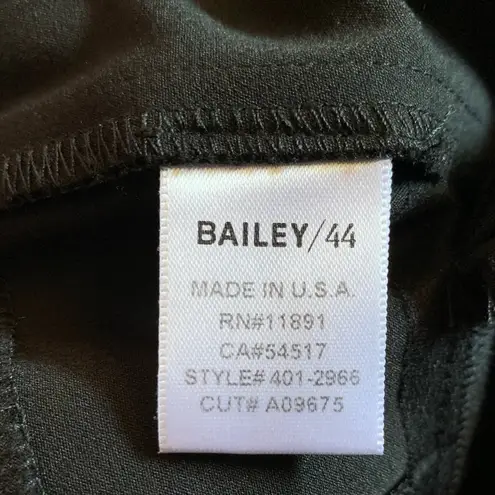 BAILEY/44
MADE IN U.S.A.
RN#11891
CA#54517
STYLE# 401-2966
CUT# A09675